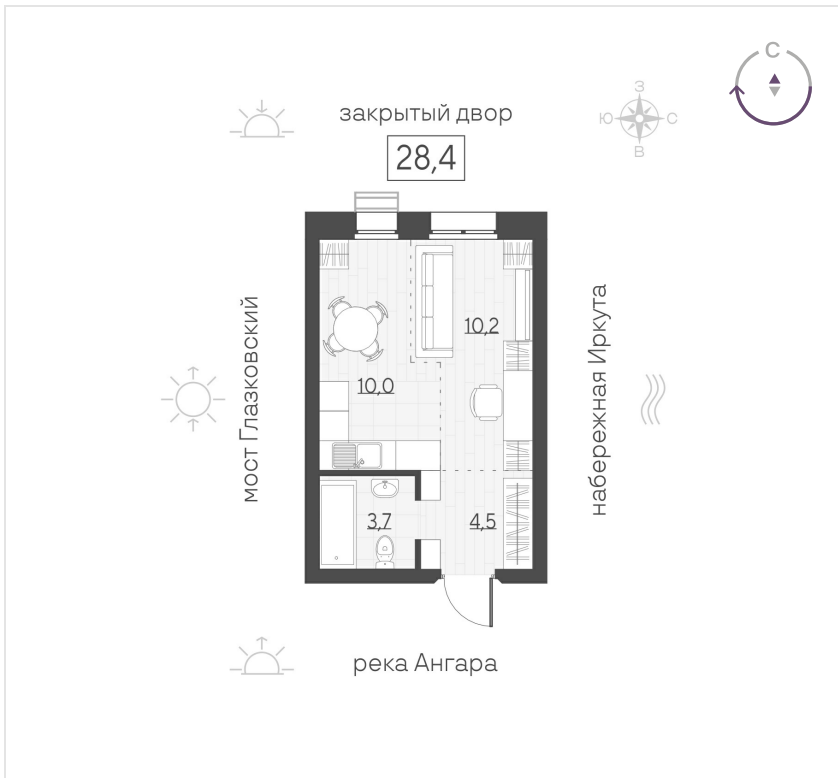 С
закрытый двор
28,4
З
Ю
С
В
мост Глазковский
набережная Иркута
10,2
10,0
3,7
4,5
река Ангара